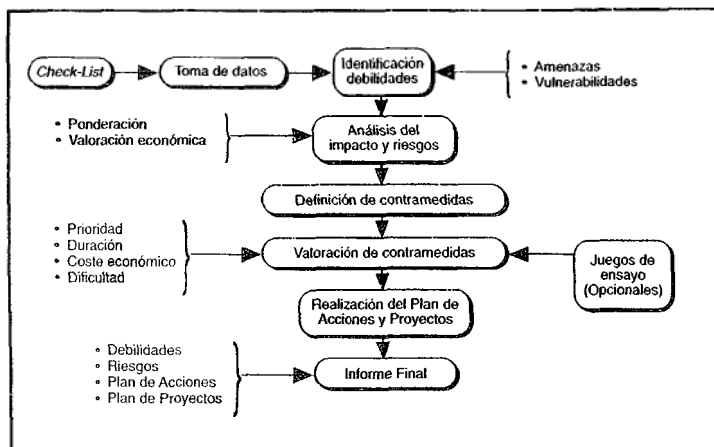 Check-List
Toma de datos
Identificación
debilidades
• Amenazas
• Vulnerabilidades
• Ponderación
• Valoración económica
Análisis del
impacto y riesgos
Definición de contramedidas
• Prioridad
• Duración
• Coste económico
• Dificultad
Valoración de contramedidas
Juegos de
ensayo
(Opcionales)
Realización del Plan de
Acciones y Proyectos
• Debilidades
• Riesgos
• Plan de Acciones
• Plan de Proyectos
Informe Final